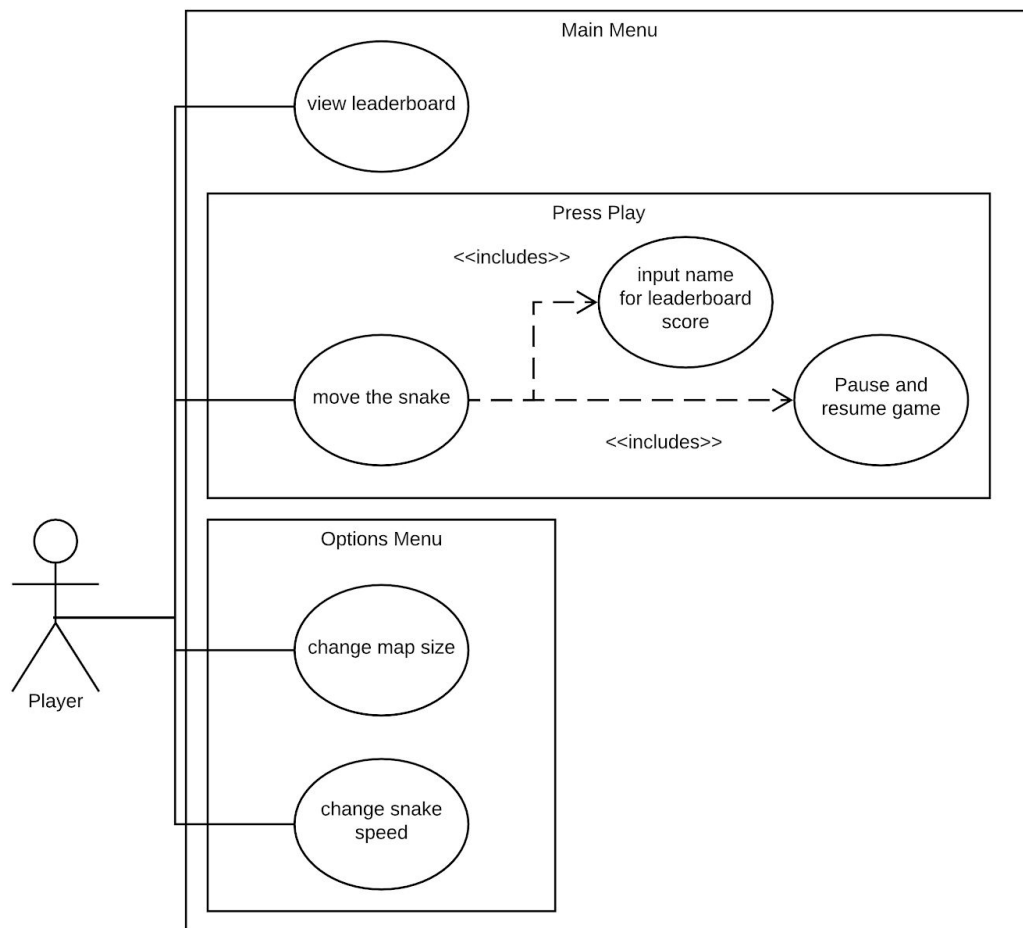 Main Menu
view leaderboard
Press Play
<<includes>>
input name
for leaderboard
score
move the snake
Pause and
resume game
<<includes>>
Options Menu
change map size
Player
change snake
speed